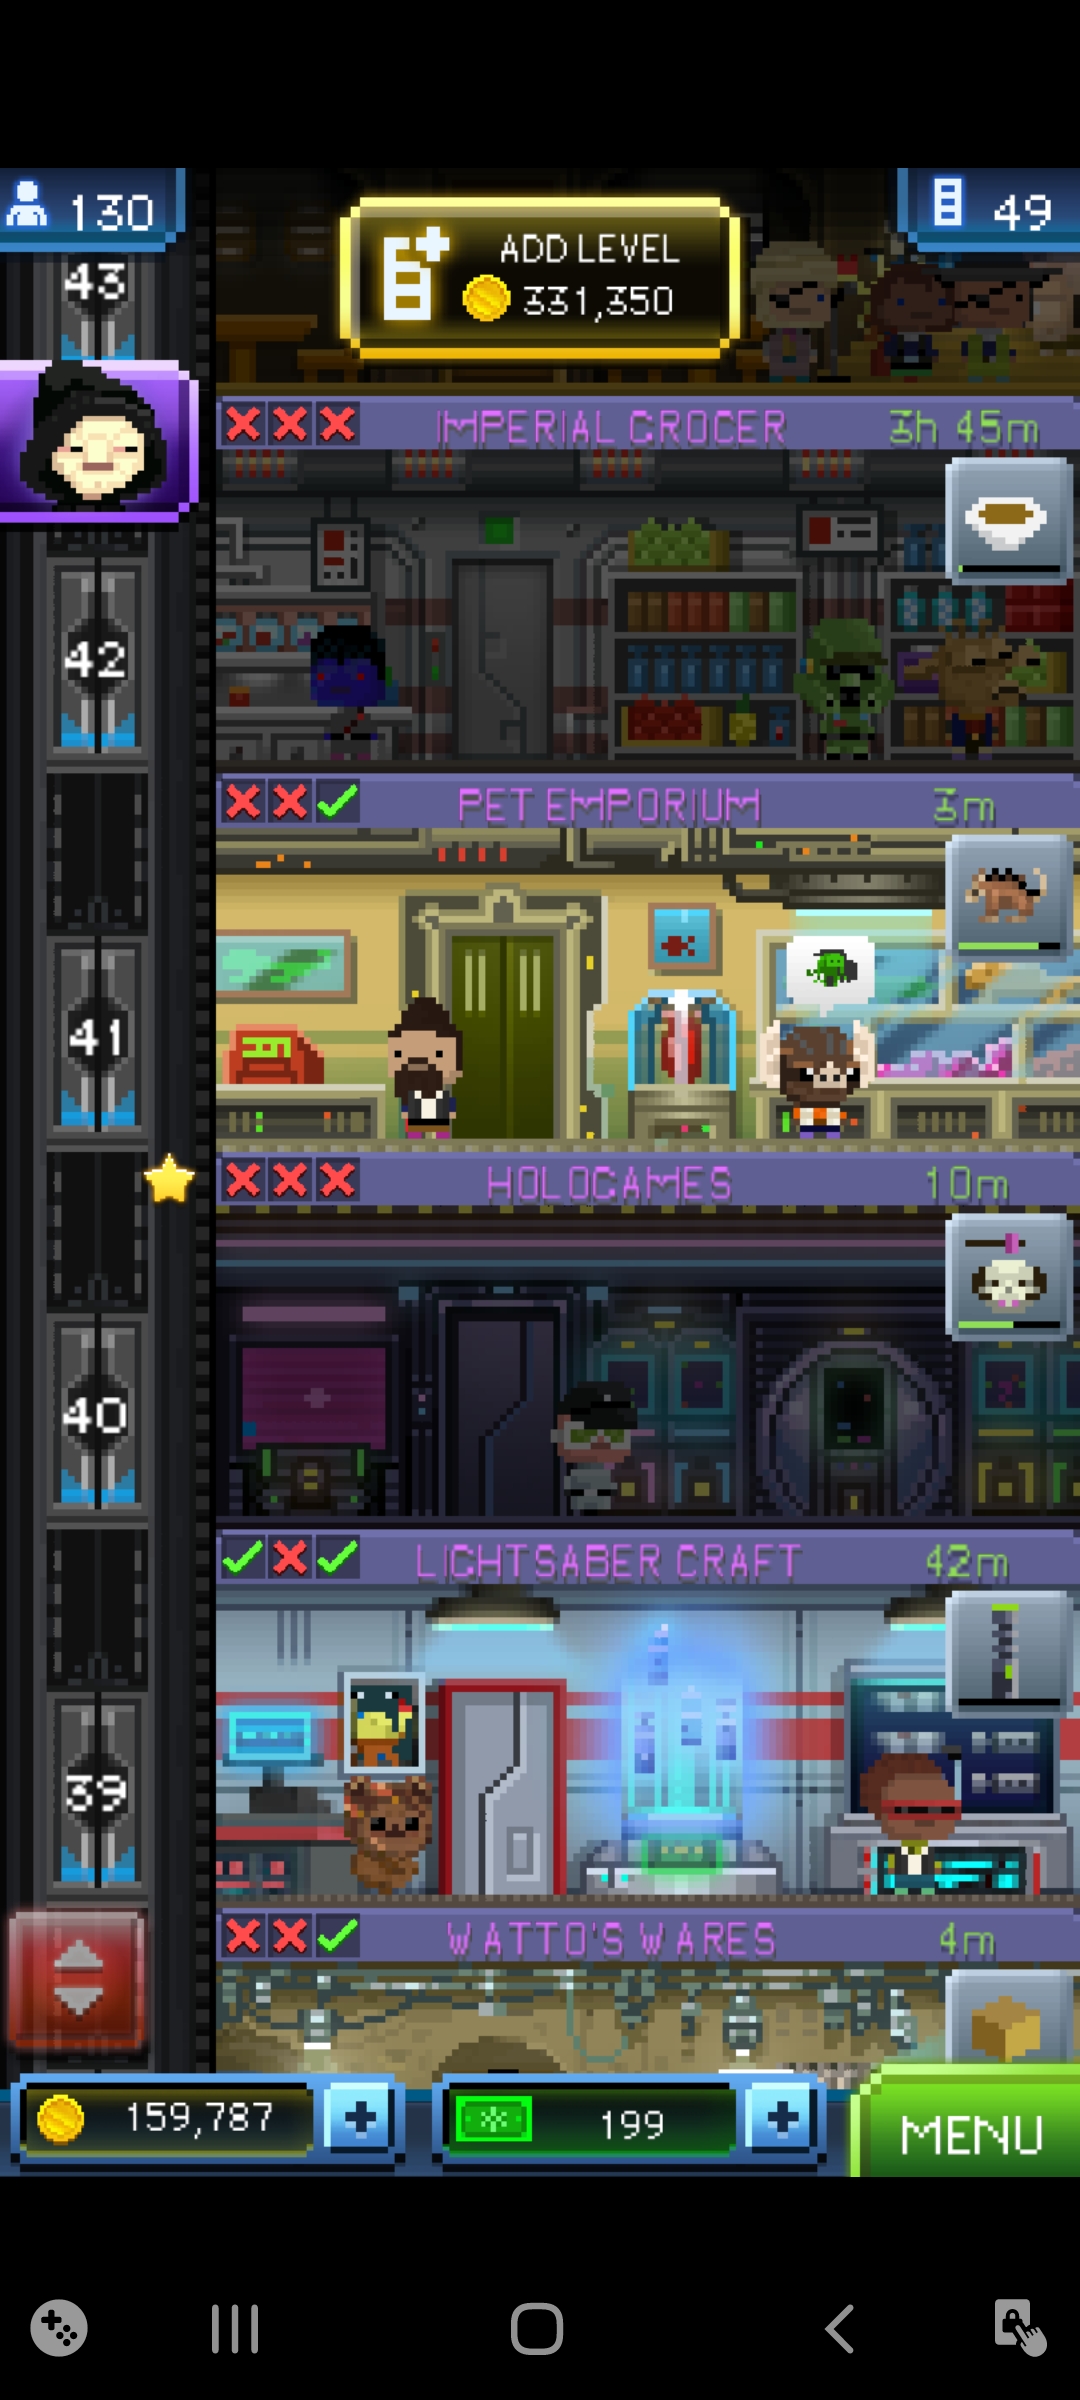 130
ADD LEVEL
331,350
49
43
IMPERIAL GROCER 3h 45m
42
PET EMPORIUM 3m
41
HOLOGAMES 10m
40
LIGHTSABER CRAFT 42m
39
WATTO'S WARES 4m
159,787
199
MENU